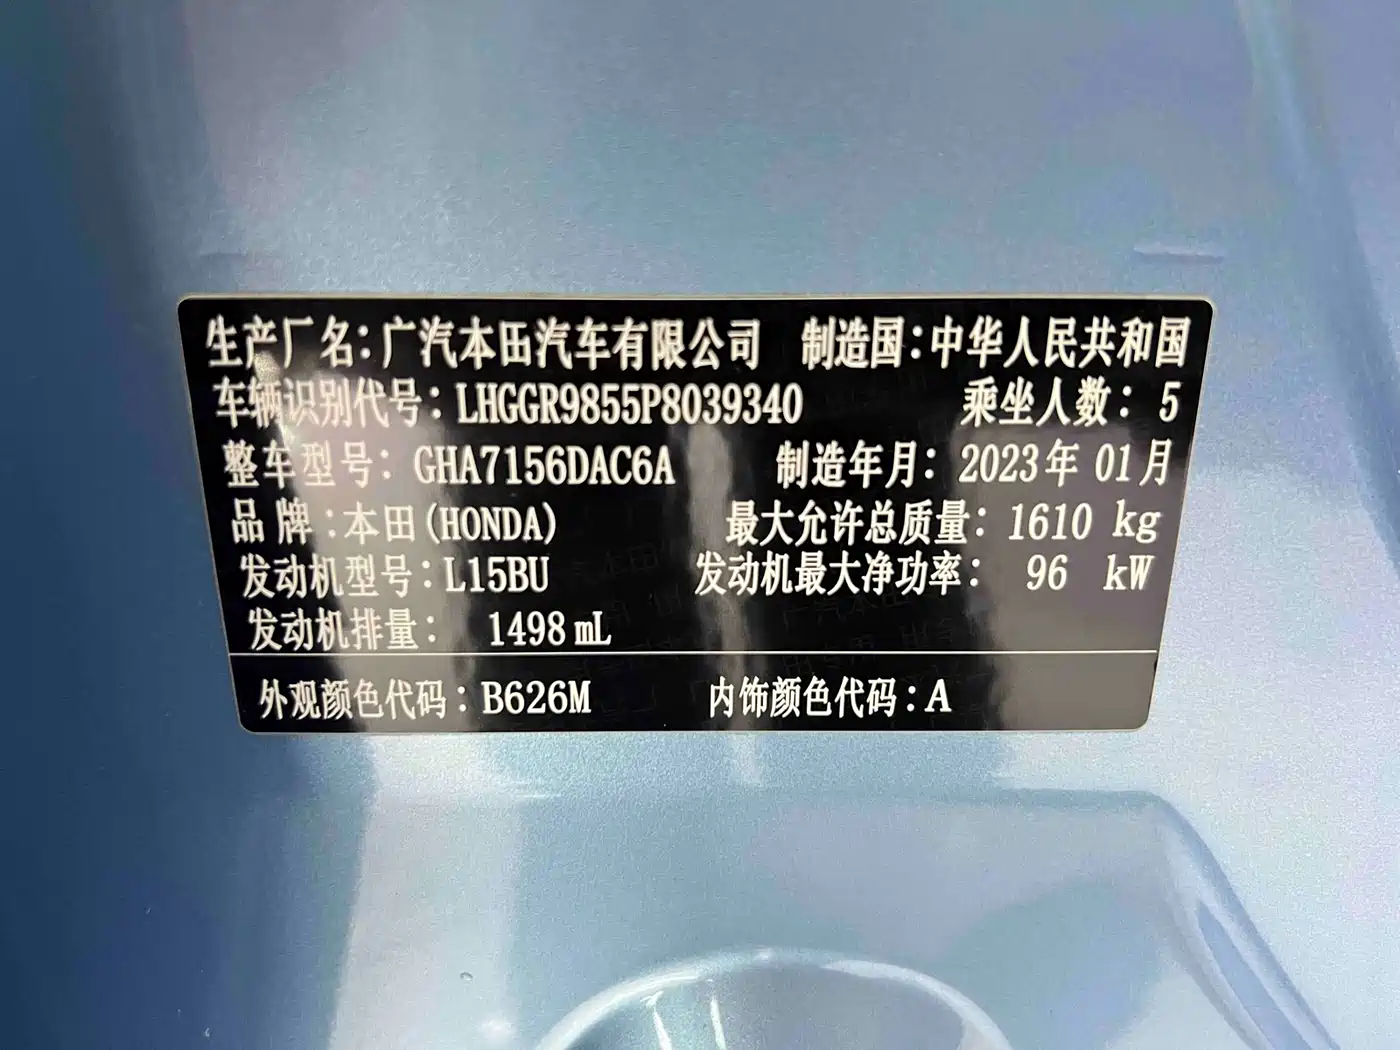 生产厂名：广汽本田汽车有限公司 制造国：中华人民共和国
车辆识别代号：LHGGR9855P8039340 乘坐人数：5
整车型号：GHA7156DAC6A 制造年月：2023年 01月
品牌：本田(HONDA) 最大允许总质量：1610 kg
发动机型号：L15BU 发动机最大净功率：96 kW
发动机排量：1498 mL
外观颜色代码：B626M 内饰颜色代码：A